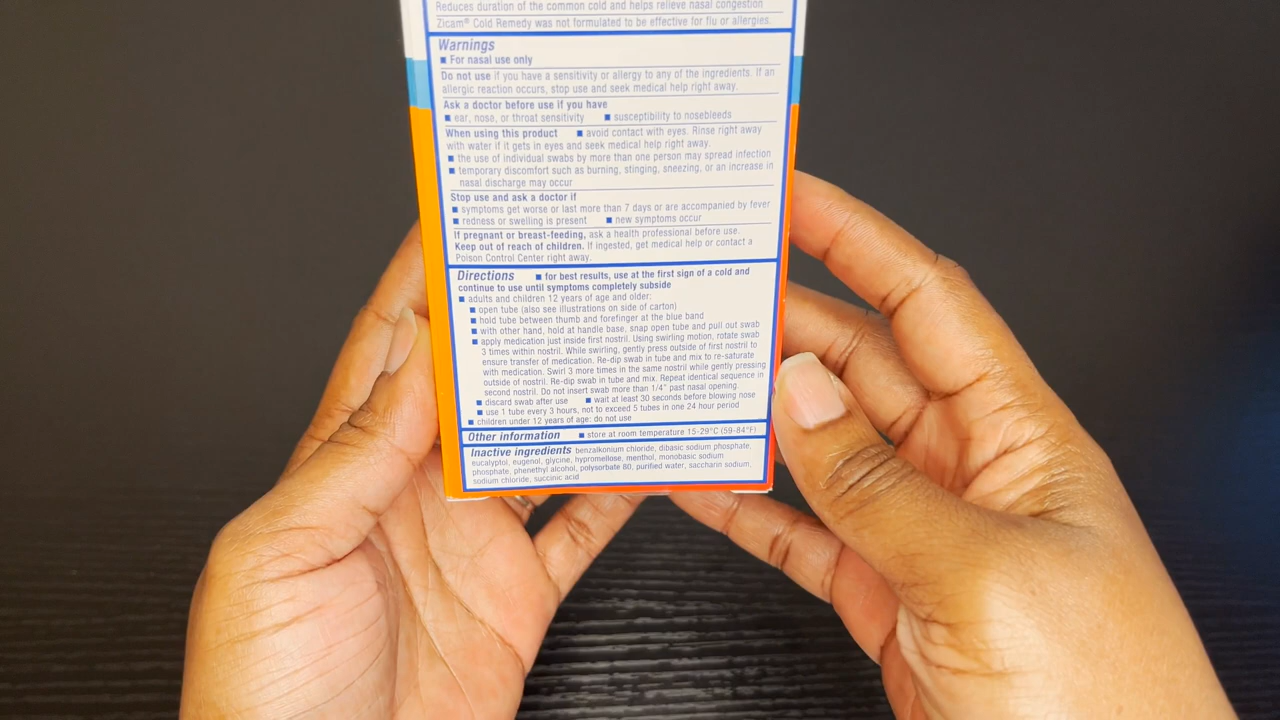 Reduces duration of the common cold and helps relieve nasal congestion
Zicam® Cold Remedy was not formulated to be effective for flu or allergies.
Warnings
■ For nasal use only
Do not use if you have a sensitivity or allergy to any of the ingredients. If an
allergic reaction occurs, stop use and seek medical help right away.
Ask a doctor before use if you have
■ ear, nose, or throat sensitivity ■ susceptibility to nosebleeds
When using this product ■ avoid contact with eyes. Rinse right away
with water if it gets in eyes and seek medical help right away.
■ the use of individual swabs by more than one person may spread infection
■ temporary discomfort such as burning, stinging, sneezing, or an increase in
nasal discharge may occur
Stop use and ask a doctor if
■ symptoms get worse or last more than 7 days or are accompanied by fever
■ redness or swelling is present ■ new symptoms occur
If pregnant or breast-feeding, ask a health professional before use.
Keep out of reach of children. If ingested, get medical help or contact a
Poison Control Center right away.
Directions ■ for best results, use at the first sign of a cold and
continue to use until symptoms completely subside
■ adults and children 12 years of age and older:
■ open tube (also see illustrations on side of carton)
■ hold tube between thumb and forefinger at the blue band
■ with other hand, hold at handle base, snap open tube and pull out swab
■ apply medication just inside first nostril. Using swirling motion, rotate swab
3 times within nostril. While swirling, gently press outside of first nostril to
ensure transfer of medication. Re-dip swab in tube and mix to re-saturate
with medication. Swirl 3 more times in the same nostril while gently pressing
outside of nostril. Re-dip swab in tube and mix. Repeat identical sequence in
second nostril. Do not insert swab more than 1/4" past nasal opening.
■ discard swab after use ■ wait at least 30 seconds before blowing nose
■ use 1 tube every 3 hours, not to exceed 5 tubes in one 24 hour period
■ children under 12 years of age: do not use
Other information ■ store at room temperature 15-29°C (59-84°F)
Inactive ingredients benzalkonium chloride, dibasic sodium phosphate,
eucalyptol, eugenol, glycine, hypromellose, menthol, monobasic sodium
phosphate, phenethyl alcohol, polysorbate 80, purified water, saccharin sodium,
sodium chloride, succinic acid